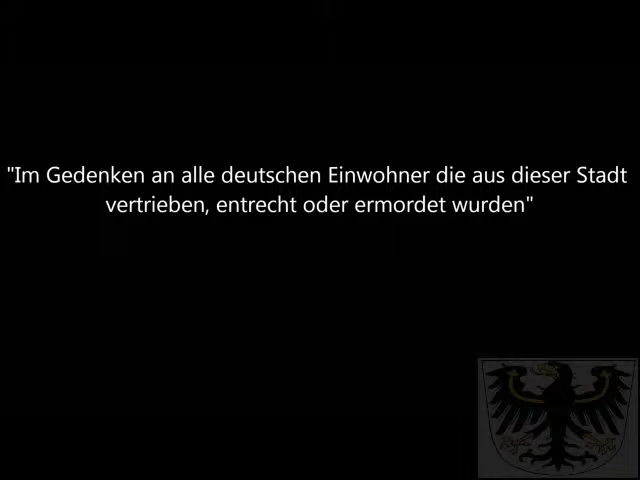 "Im Gedenken an alle deutschen Einwohner die aus dieser Stadt
vertrieben, entrecht oder ermordet wurden"